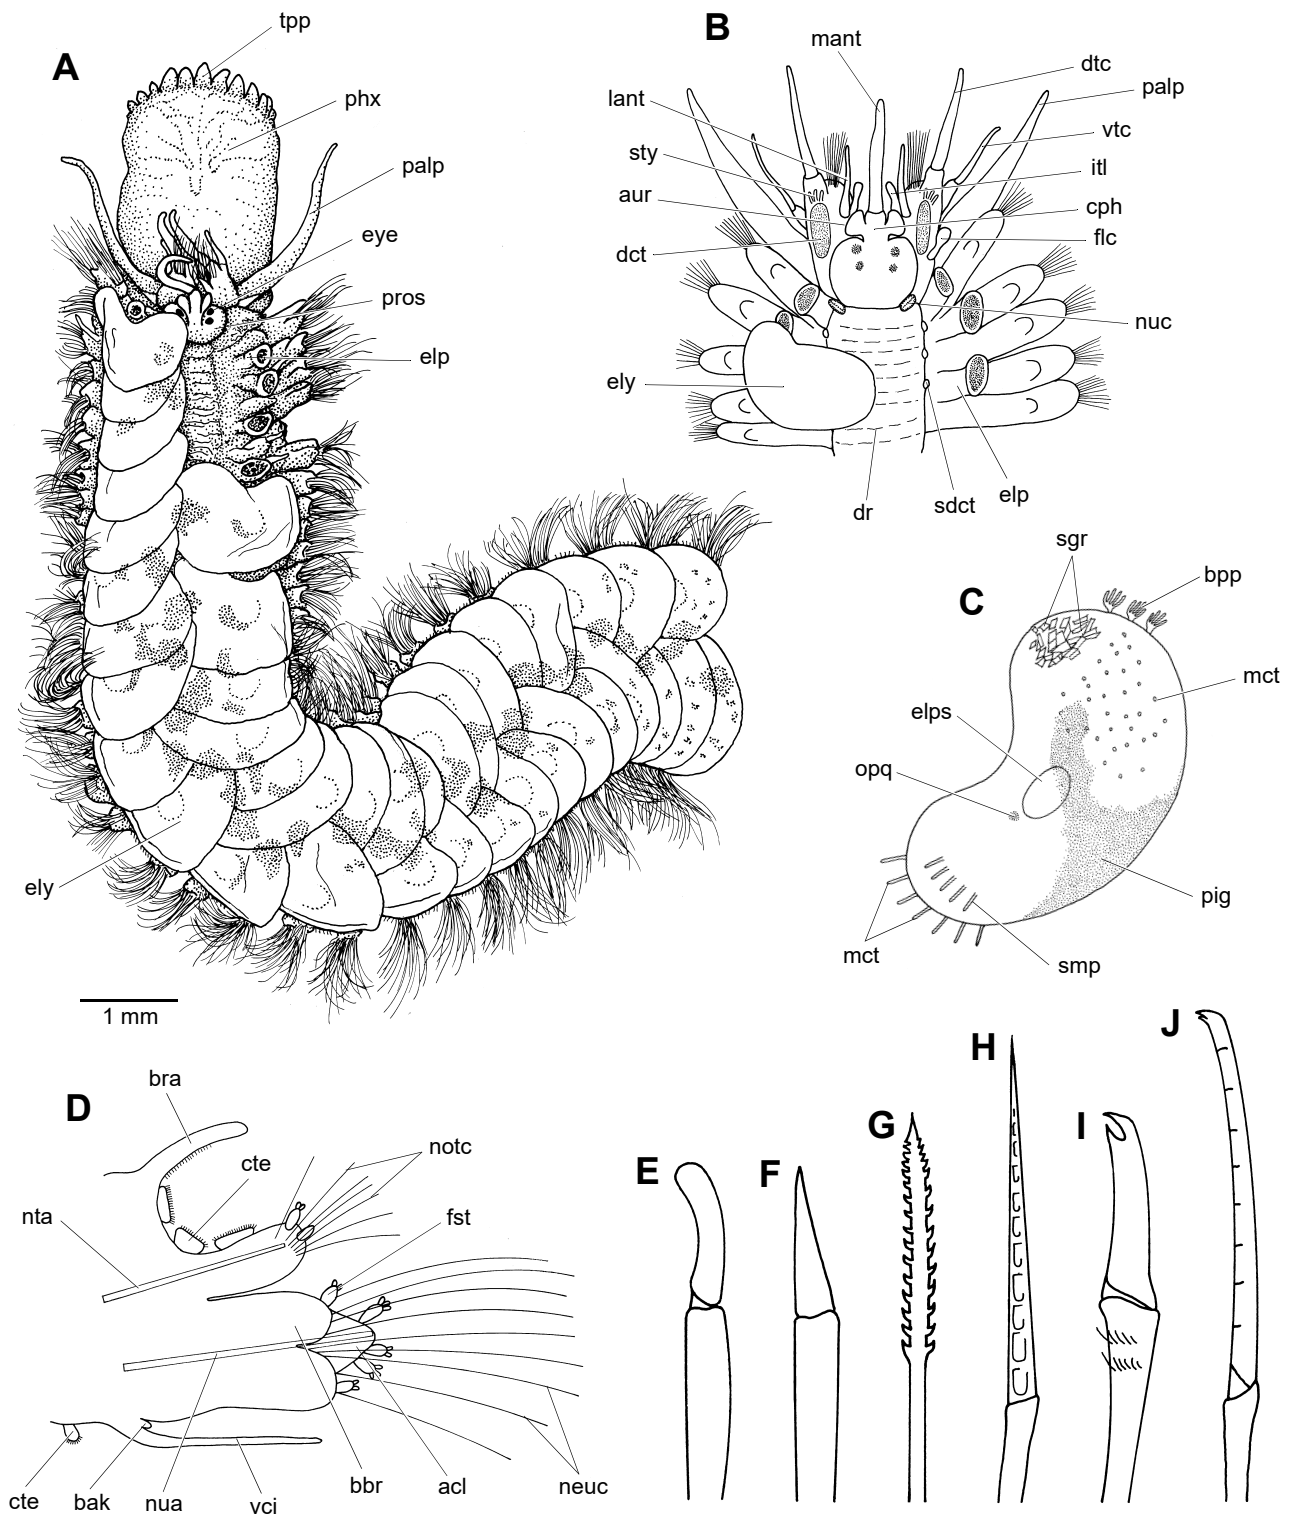 A
tpp
phx
palp
eye
pros
elp
ely
1 mm
B
mant
lant
sty
aur
dct
ely
dtc
palp
vtc
itl
cph
flc
nuc
elp
sdct
dr
C
sgr
bpp
mct
elps
opq
pig
mct
smp
D
bra
cte
notc
nta
fst
cte
bak
nua
vci
bbr
acl
neuc
E
F
G
H
I
J